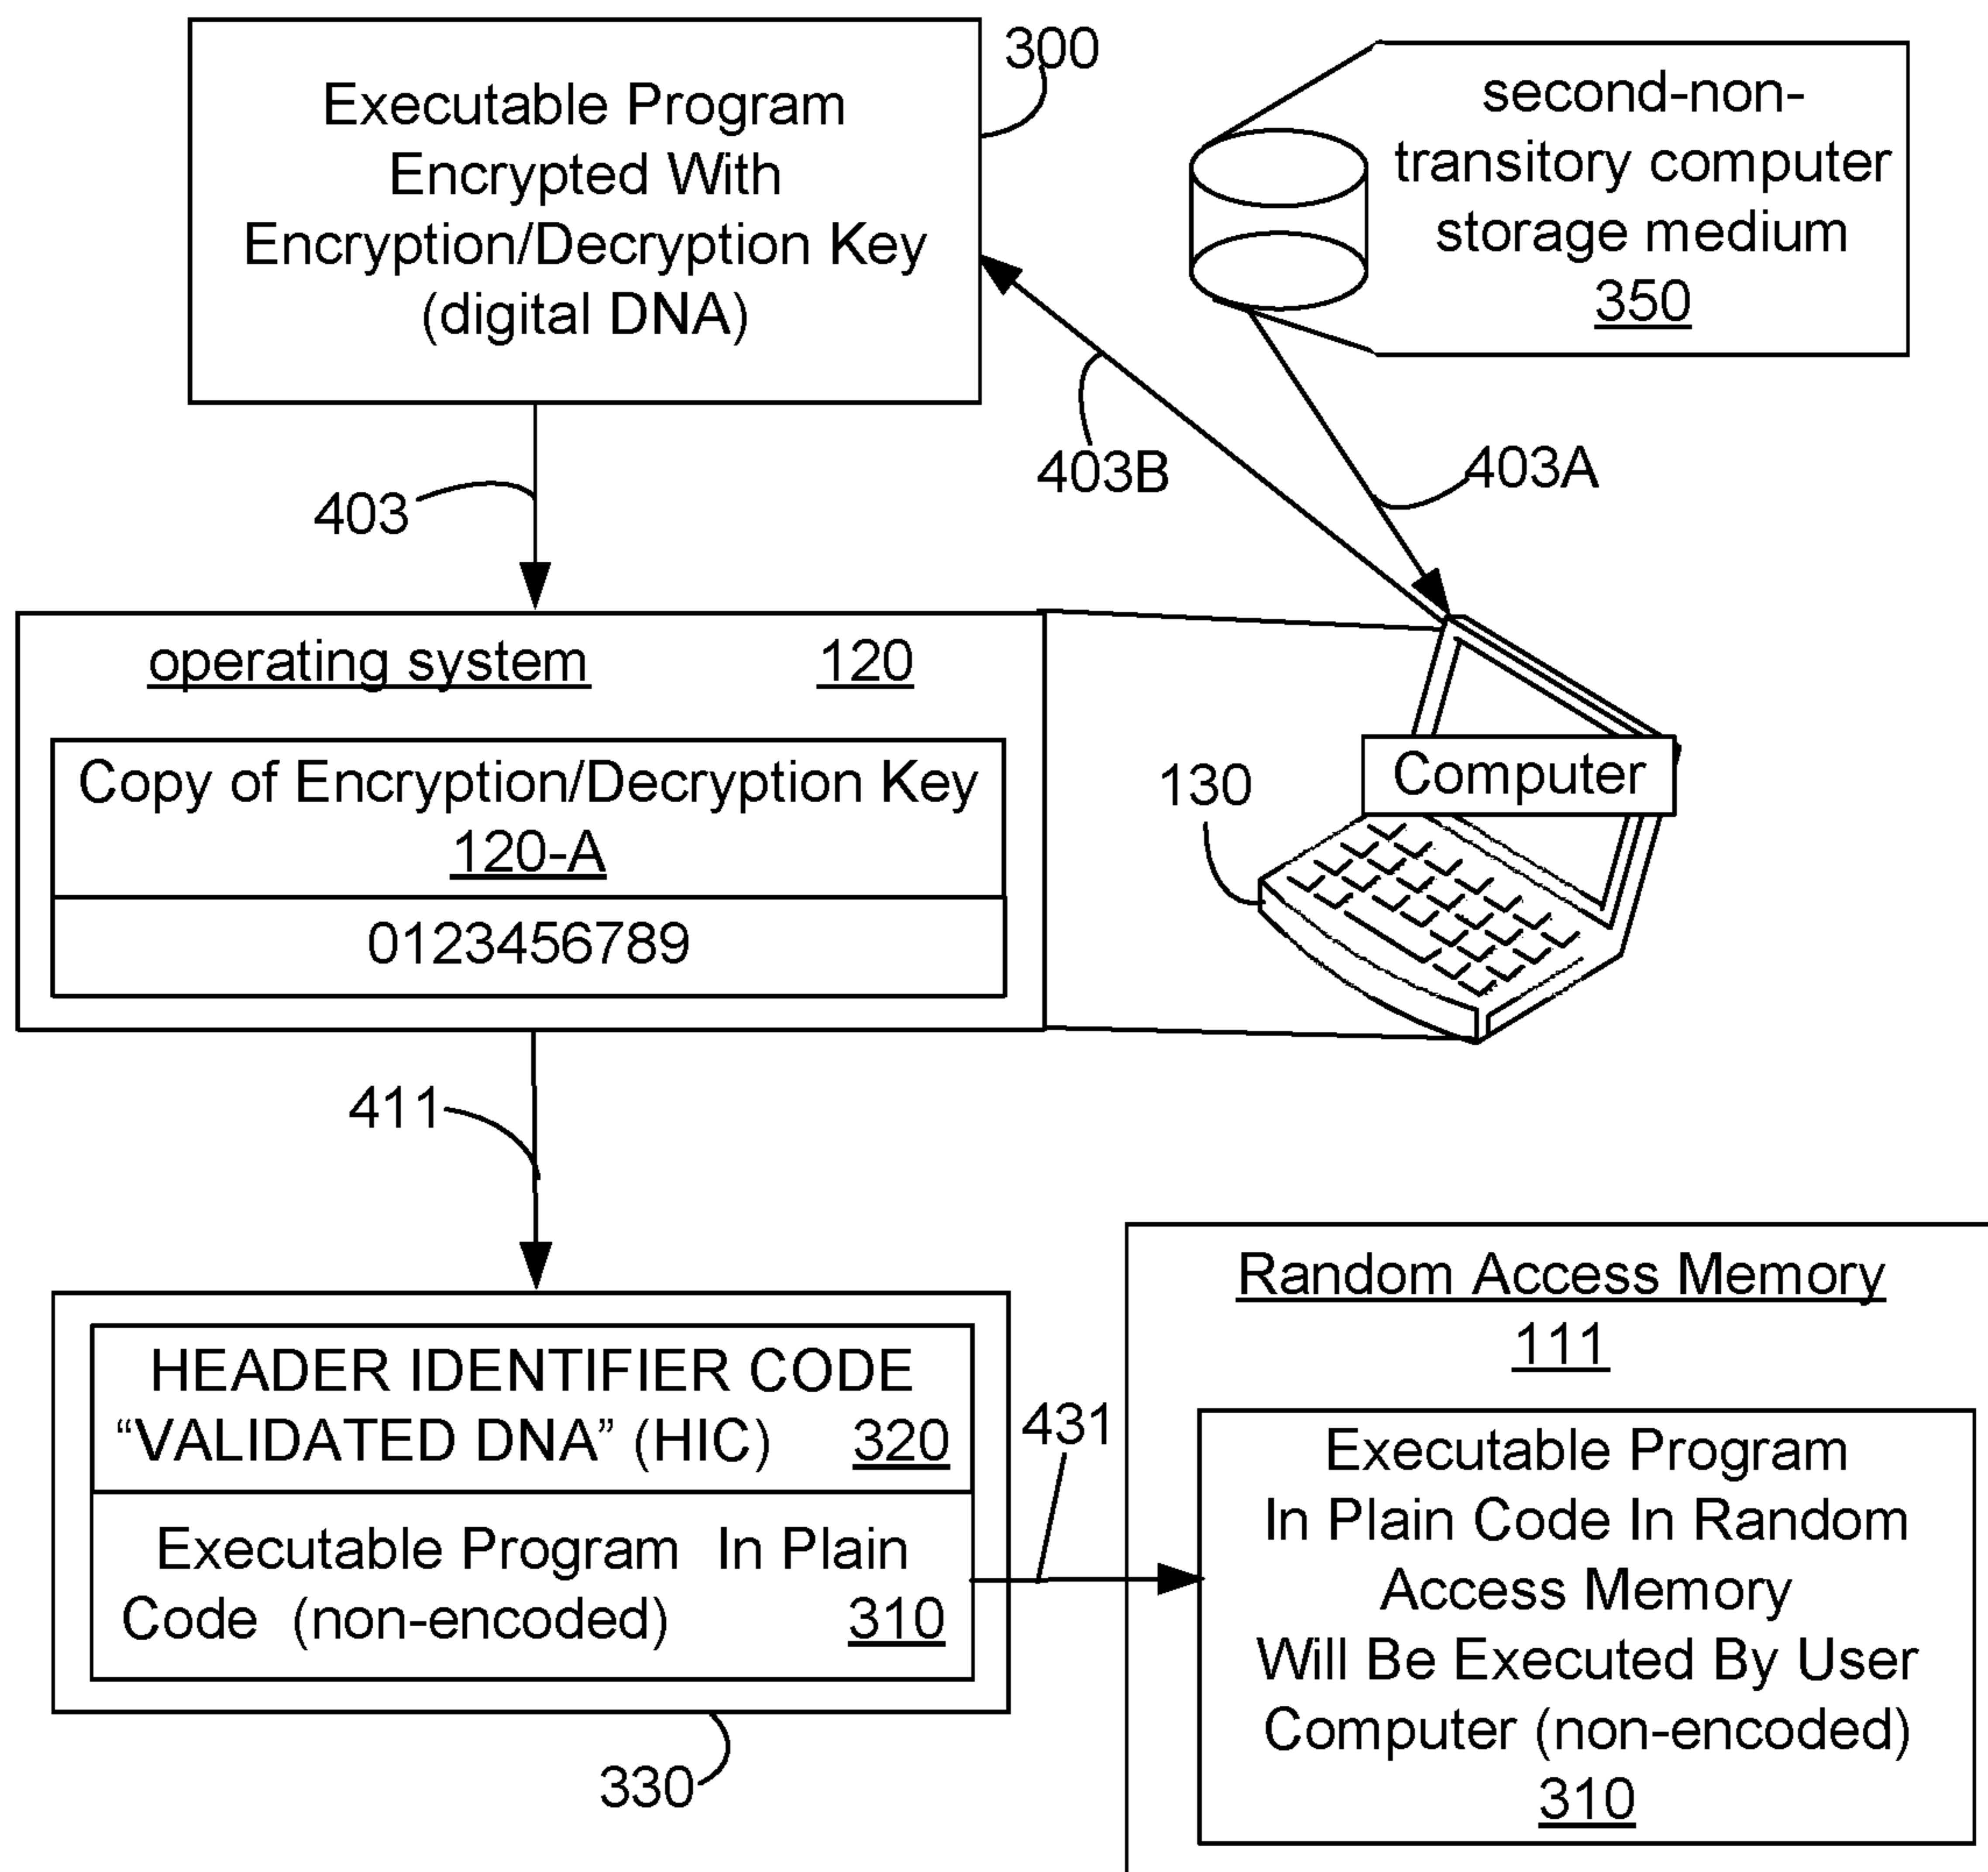 Executable Program
Encrypted With
Encryption/Decryption Key
(digital DNA)
300
second-non-
transitory computer
storage medium
350
403B
403A
403
operating system 120
Copy of Encryption/Decryption Key
120-A
0123456789
Computer
130
411
HEADER IDENTIFIER CODE
“VALIDATED DNA” (HIC) 320
Executable Program In Plain
Code (non-encoded) 310
330
431
Random Access Memory
111
Executable Program
In Plain Code In Random
Access Memory
Will Be Executed By User
Computer (non-encoded)
310